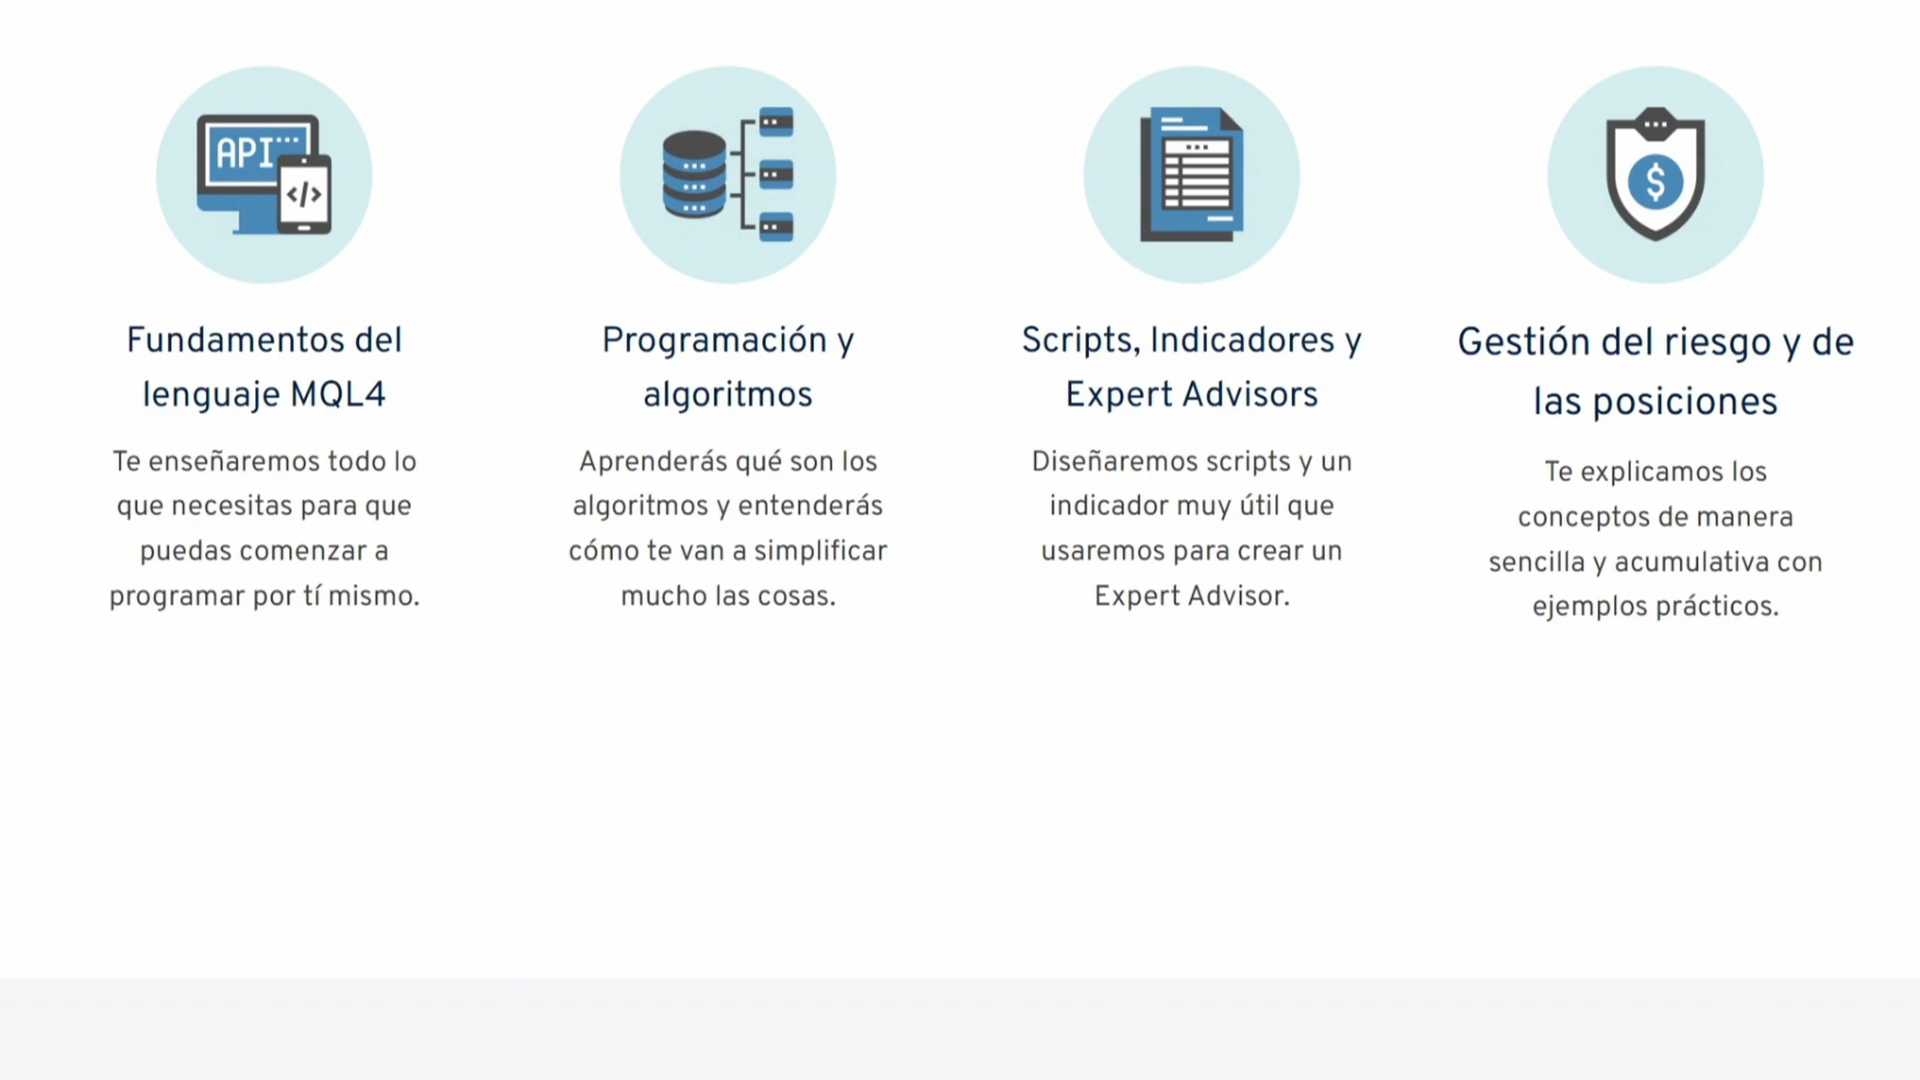 API
</>
$
Fundamentos del
lenguaje MQL4
Te enseñaremos todo lo
que necesitas para que
puedas comenzar a
programar por tí mismo.
Programación y
algoritmos
Aprenderás qué son los
algoritmos y entenderás
cómo te van a simplificar
mucho las cosas.
Scripts, Indicadores y
Expert Advisors
Diseñaremos scripts y un
indicador muy útil que
usaremos para crear un
Expert Advisor.
Gestión del riesgo y de
las posiciones
Te explicamos los
conceptos de manera
sencilla y acumulativa con
ejemplos prácticos.